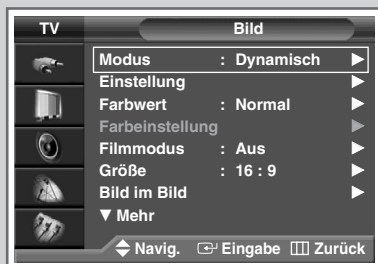 TV Bild
Modus : Dynamisch ▶
Einstellung ▶
Farbwert : Normal ▶
Farbeinstellung ▶
Filmmodus : Aus ▶
Größe : 16 : 9 ▶
Bild im Bild ▶
▼ Mehr
Navig. Eingabe Zurück